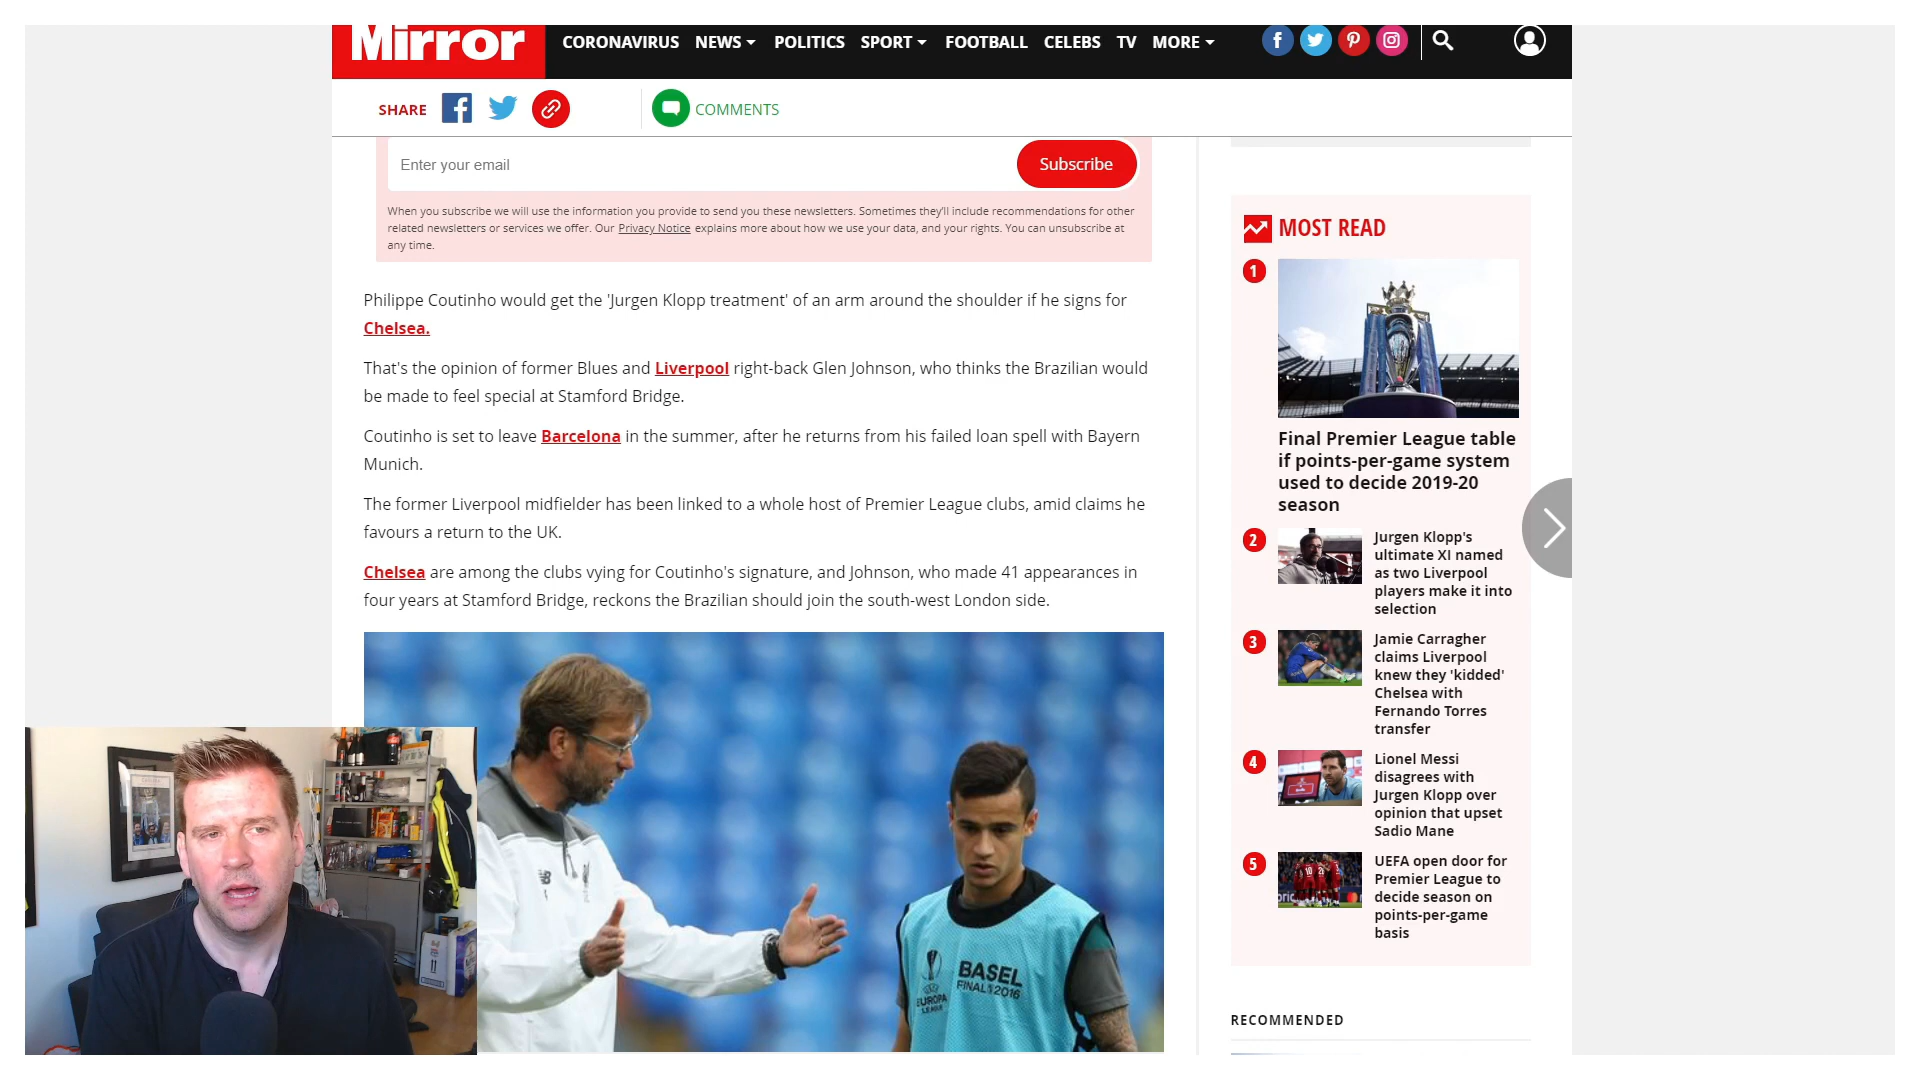 Mirror
CORONAVIRUS NEWS POLITICS SPORT FOOTBALL CELEBS TV MORE
SHARE
COMMENTS
Enter your email
Subscribe
When you subscribe we will use the information you provide to send you these newsletters. Sometimes they'll include recommendations for other
related newsletters or services we offer. Our Privacy Notice explains more about how we use your data, and your rights. You can unsubscribe at
any time.
Philippe Coutinho would get the 'Jurgen Klopp treatment' of an arm around the shoulder if he signs for
Chelsea.
That's the opinion of former Blues and Liverpool right-back Glen Johnson, who thinks the Brazilian would
be made to feel special at Stamford Bridge.
Coutinho is set to leave Barcelona in the summer, after he returns from his failed loan spell with Bayern
Munich.
The former Liverpool midfielder has been linked to a whole host of Premier League clubs, amid claims he
favours a return to the UK.
Chelsea are among the clubs vying for Coutinho's signature, and Johnson, who made 41 appearances in
four years at Stamford Bridge, reckons the Brazilian should join the south-west London side.
BASEL
FINAL 2016
EUROPA
LEAGUE
MOST READ
1
Final Premier League table
if points-per-game system
used to decide 2019-20
season
2
Jurgen Klopp's
ultimate XI named
as two Liverpool
players make it into
selection
3
Jamie Carragher
claims Liverpool
knew they 'kidded'
Chelsea with
Fernando Torres
transfer
4
Lionel Messi
disagrees with
Jurgen Klopp over
opinion that upset
Sadio Mane
5
UEFA open door for
Premier League to
decide season on
points-per-game
basis
RECOMMENDED